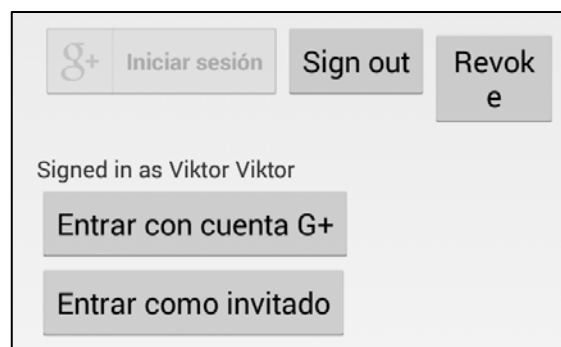 g+ Iniciar sesión Sign out Revok
e
Signed in as Viktor Viktor
Entrar con cuenta G+
Entrar como invitado